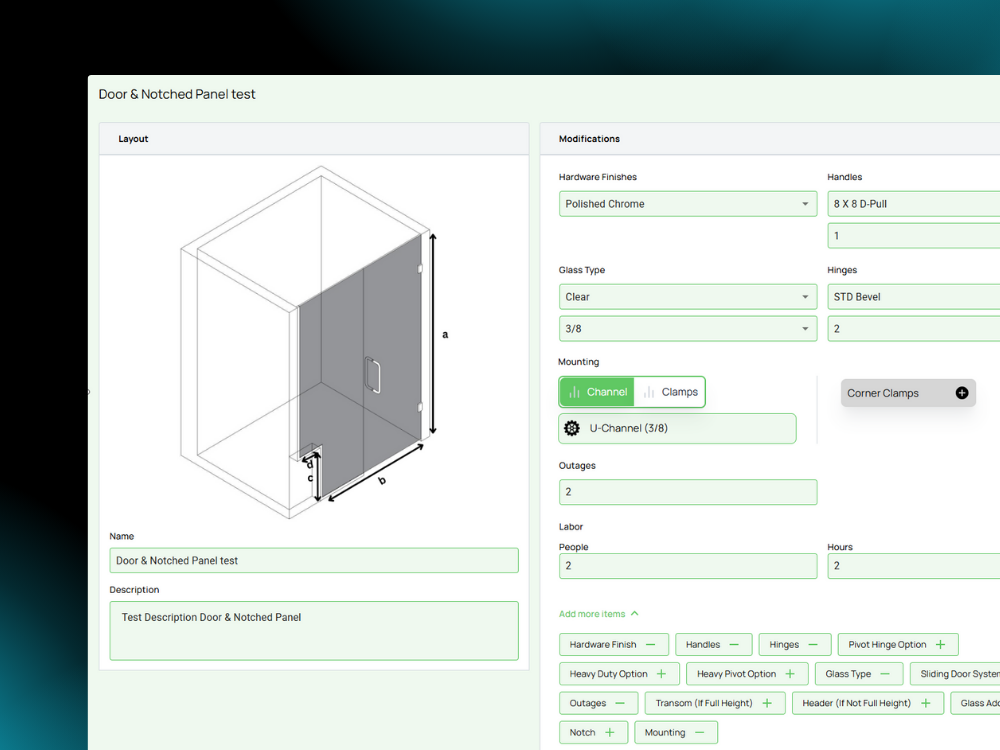 Door & Notched Panel test
Layout
a
b
c
d
Name
Door & Notched Panel test
Description
Test Description Door & Notched Panel
Modifications
Hardware Finishes
Polished Chrome
Handles
8 X 8 D-Pull
1
Glass Type
Clear
3/8
Hinges
STD Bevel
2
Mounting
Channel Clamps
U-Channel (3/8)
Corner Clamps
Outages
2
Labor
People
2
Hours
2
Add more items
Hardware Finish Handles Hinges Pivot Hinge Option
Heavy Duty Option Heavy Pivot Option Glass Type Sliding Door System
Outages Transom (If Full Height) Header (If Not Full Height) Glass
Notch Mounting